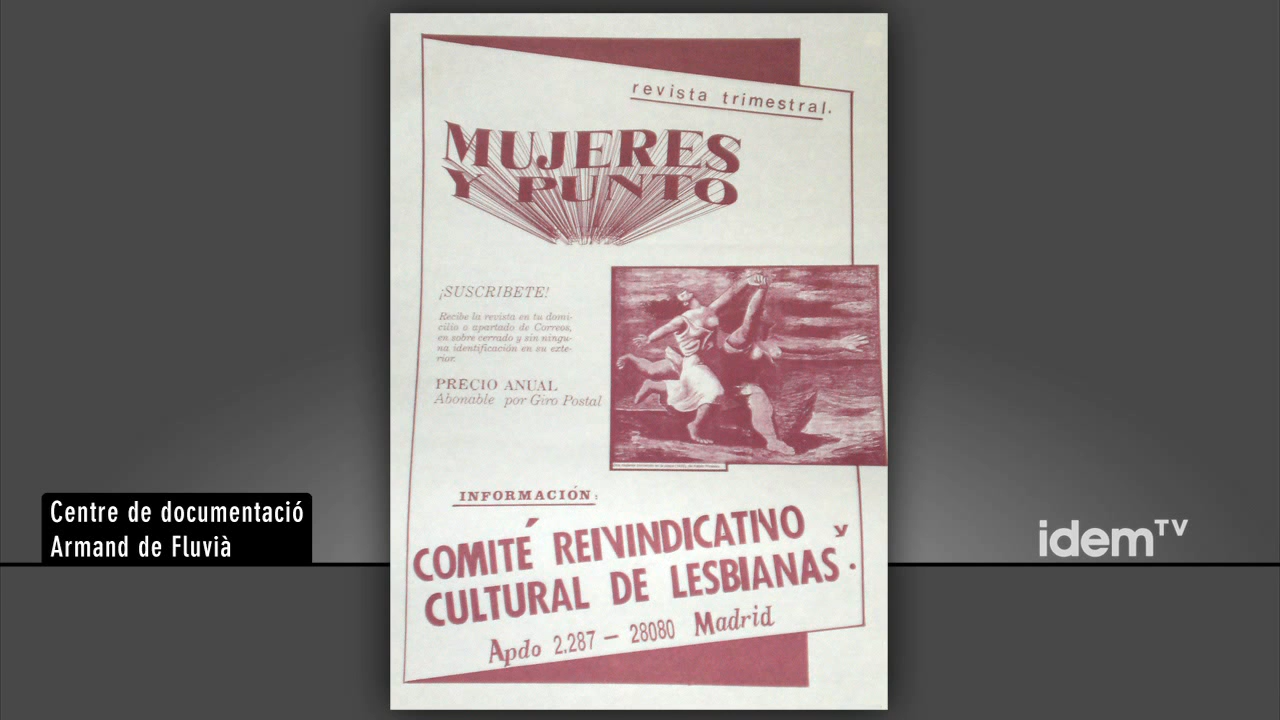 revista trimestral.
MUJERES
Y PUNTO
¡SUSCRIBETE!
Recibe la revista en tu domi-
cilio o apartado de Correos,
en sobre cerrado y sin ningu-
na identificación en su exte-
rior.
PRECIO ANUAL
Abonable por Giro Postal
INFORMACIÓN:
COMITÉ REIVINDICATIVO Y
CULTURAL DE LESBIANAS.
Apdo 2.287 — 28080 Madrid
Centre de documentació
Armand de Fluvià
idemTV